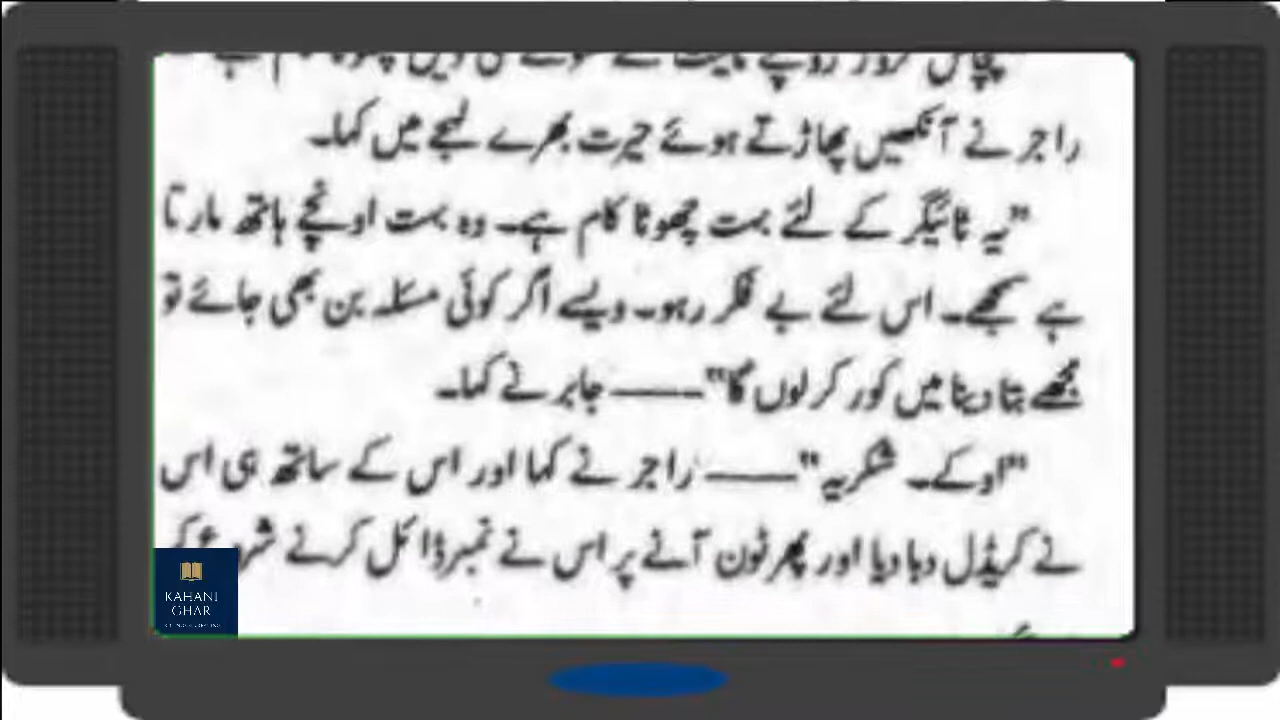 راجر نے آنکھیں پھاڑتے ہوئے حیرت بھرے لہجے میں کہا۔
"یہ ٹائیگر کے لئے بہت چھوٹا کام ہے۔ وہ بہت اونچے ہاتھ مارتا
ہے سمجھے۔ اس لئے بے فکر رہو۔ ویسے اگر کوئی مسئلہ بن بھی جائے تو
مجھے بتا دینا میں کور کر لوں گا"—— جابر نے کہا۔
"اوکے۔ شکریہ"—— راجر نے کہا اور اس کے ساتھ ہی اس
نے کریڈل دبا دیا اور پھر ٹون آنے پر اس نے نمبر ڈائل کرنے شروع کر
KAHANI
GHAR